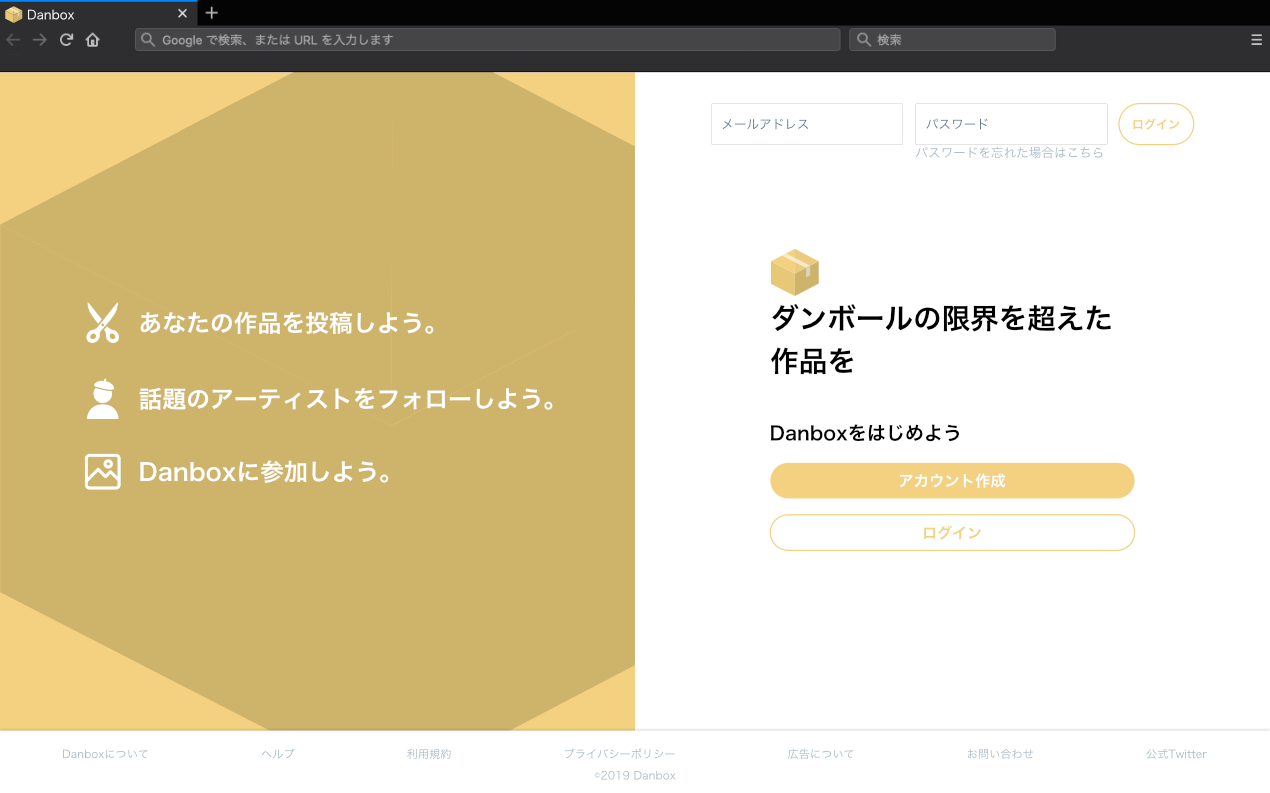 Danbox
Google で検索、または URL を入力します
検索
メールアドレス
パスワード
ログイン
パスワードを忘れた場合はこちら
あなたの作品を投稿しよう。
話題のアーティストをフォローしよう。
Danboxに参加しよう。
ダンボールの限界を超えた
作品を
Danboxをはじめよう
アカウント作成
ログイン
Danboxについて
ヘルプ
利用規約
プライバシーポリシー
広告について
お問い合わせ
公式Twitter
©2019 Danbox